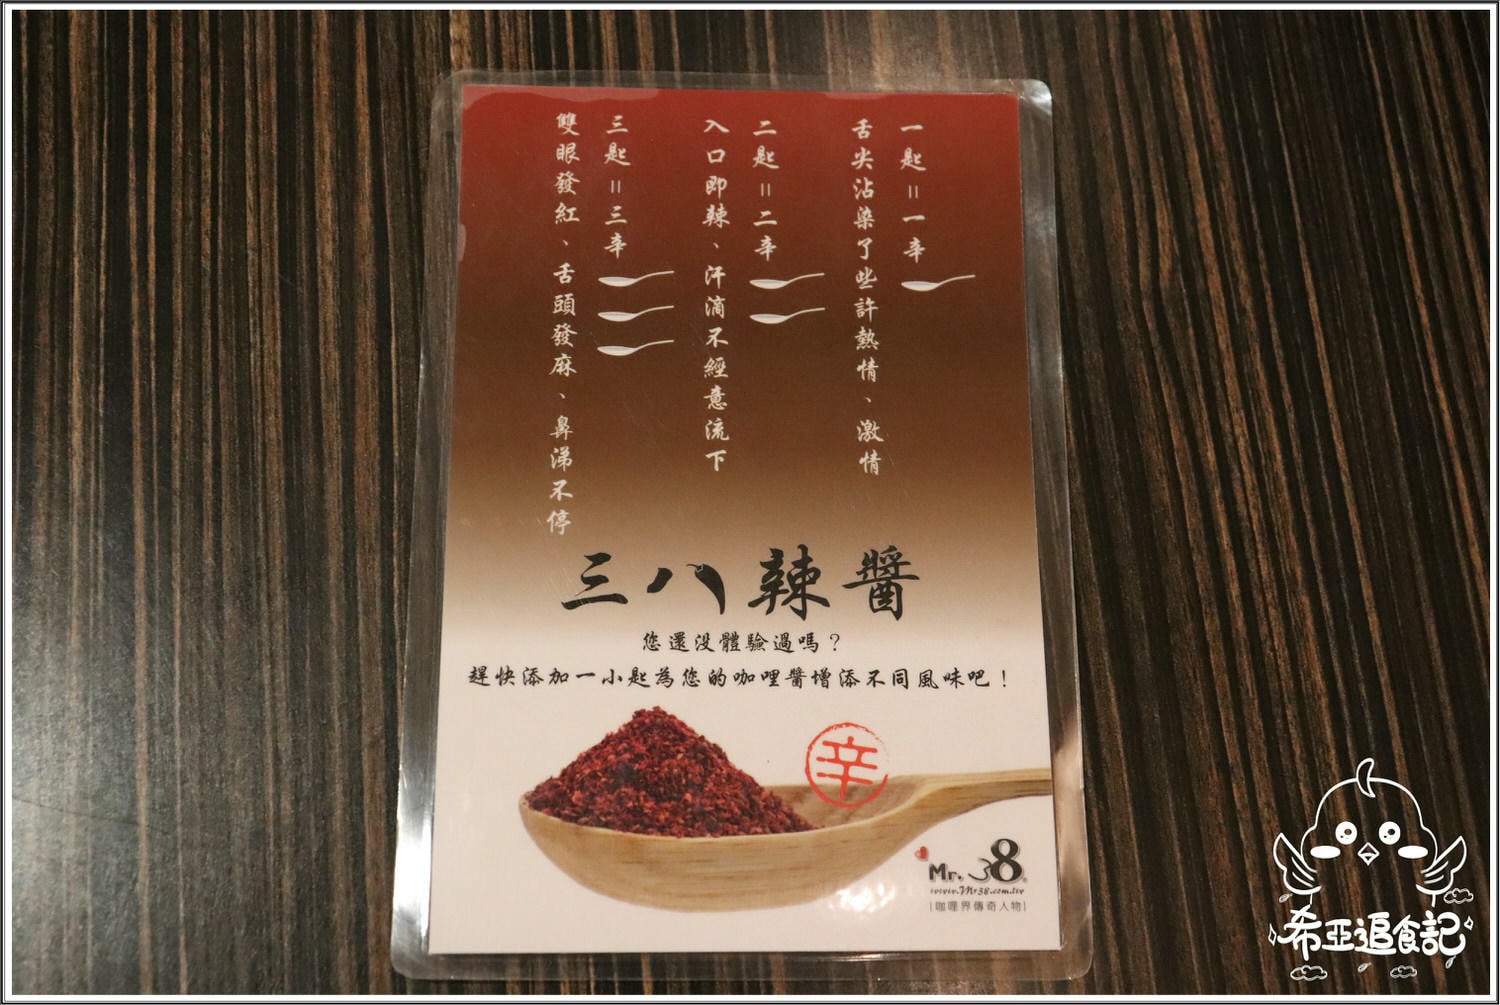 一匙=一辛
舌尖沾染了些許熱情、激情
二匙=二辛
入口即辣、汗滴不經意流下
三匙=三辛
雙眼發紅、舌頭發麻、鼻涕不停
三八辣醬
您還沒體驗過嗎?
趕快添加一小匙為您的咖哩醬增添不同風味吧!
辛
Mr. 38
www.Mr38.com.tw
|咖哩界傳奇人物|
希亞追食記